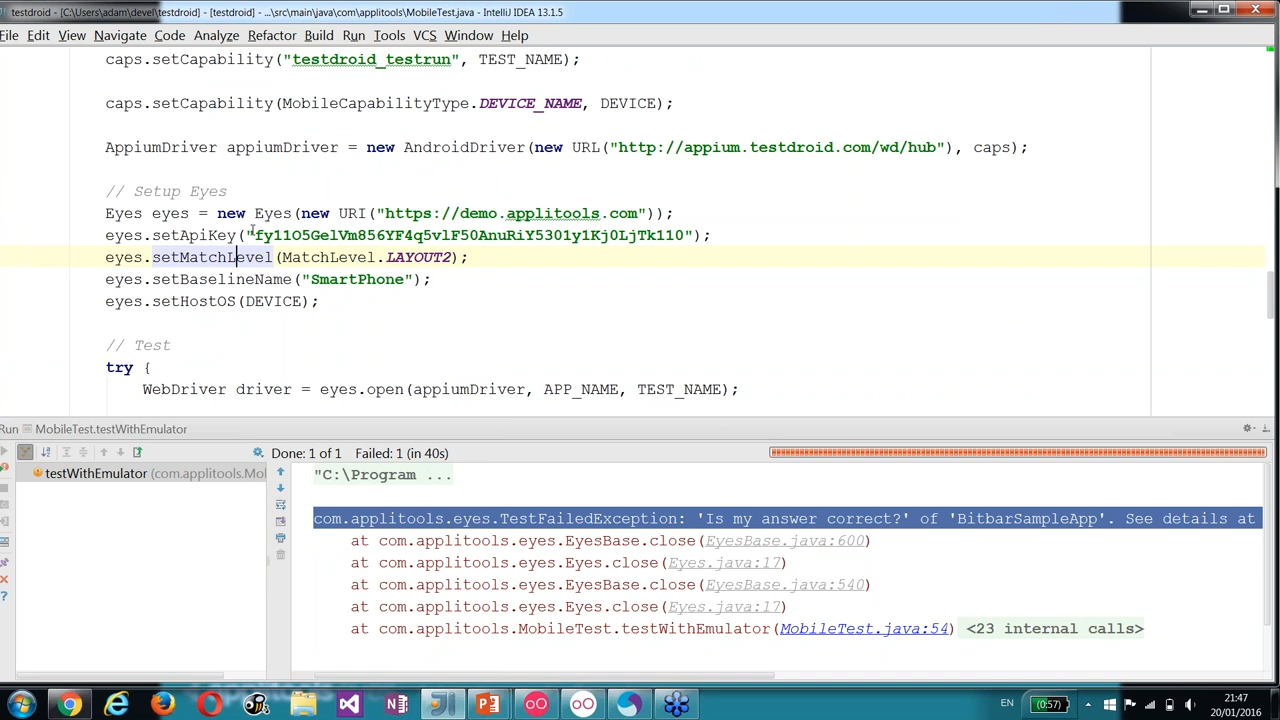 testdroid - [C:\Users\adam\devel\testdroid] - [testdroid] - ...\src\main\java\com\applitools\MobileTest.java - IntelliJ IDEA 13.1.5
File Edit View Navigate Code Analyze Refactor Build Run Tools VCS Window Help
caps.setCapability("testdroid_testrun", TEST_NAME);
caps.setCapability(MobileCapabilityType.DEVICE_NAME, DEVICE);
AppiumDriver appiumDriver = new AndroidDriver(new URL("http://appium.testdroid.com/wd/hub"), caps);
// Setup Eyes
Eyes eyes = new Eyes(new URI("https://demo.applitools.com"));
eyes.setApiKey("fy11O5GelVm856YF4q5vlF50AnuRiY5301y1Kj0LjTk110");
eyes.setMatchLevel(MatchLevel.LAYOUT2);
eyes.setBaselineName("SmartPhone");
eyes.setHostOS(DEVICE);
// Test
try {
WebDriver driver = eyes.open(appiumDriver, APP_NAME, TEST_NAME);
Run MobileTest.testWithEmulator
Done: 1 of 1 Failed: 1 (in 40s)
testWithEmulator (com.applitools.Mo
"C:\Program ...
com.applitools.eyes.TestFailedException: 'Is my answer correct?' of 'BitbarSampleApp'. See details at
at com.applitools.eyes.EyesBase.close(EyesBase.java:600)
at com.applitools.eyes.Eyes.close(Eyes.java:17)
at com.applitools.eyes.EyesBase.close(EyesBase.java:540)
at com.applitools.eyes.Eyes.close(Eyes.java:17)
at com.applitools.MobileTest.testWithEmulator(MobileTest.java:54) <23 internal calls>
EN (0:57) 21:47
20/01/2016